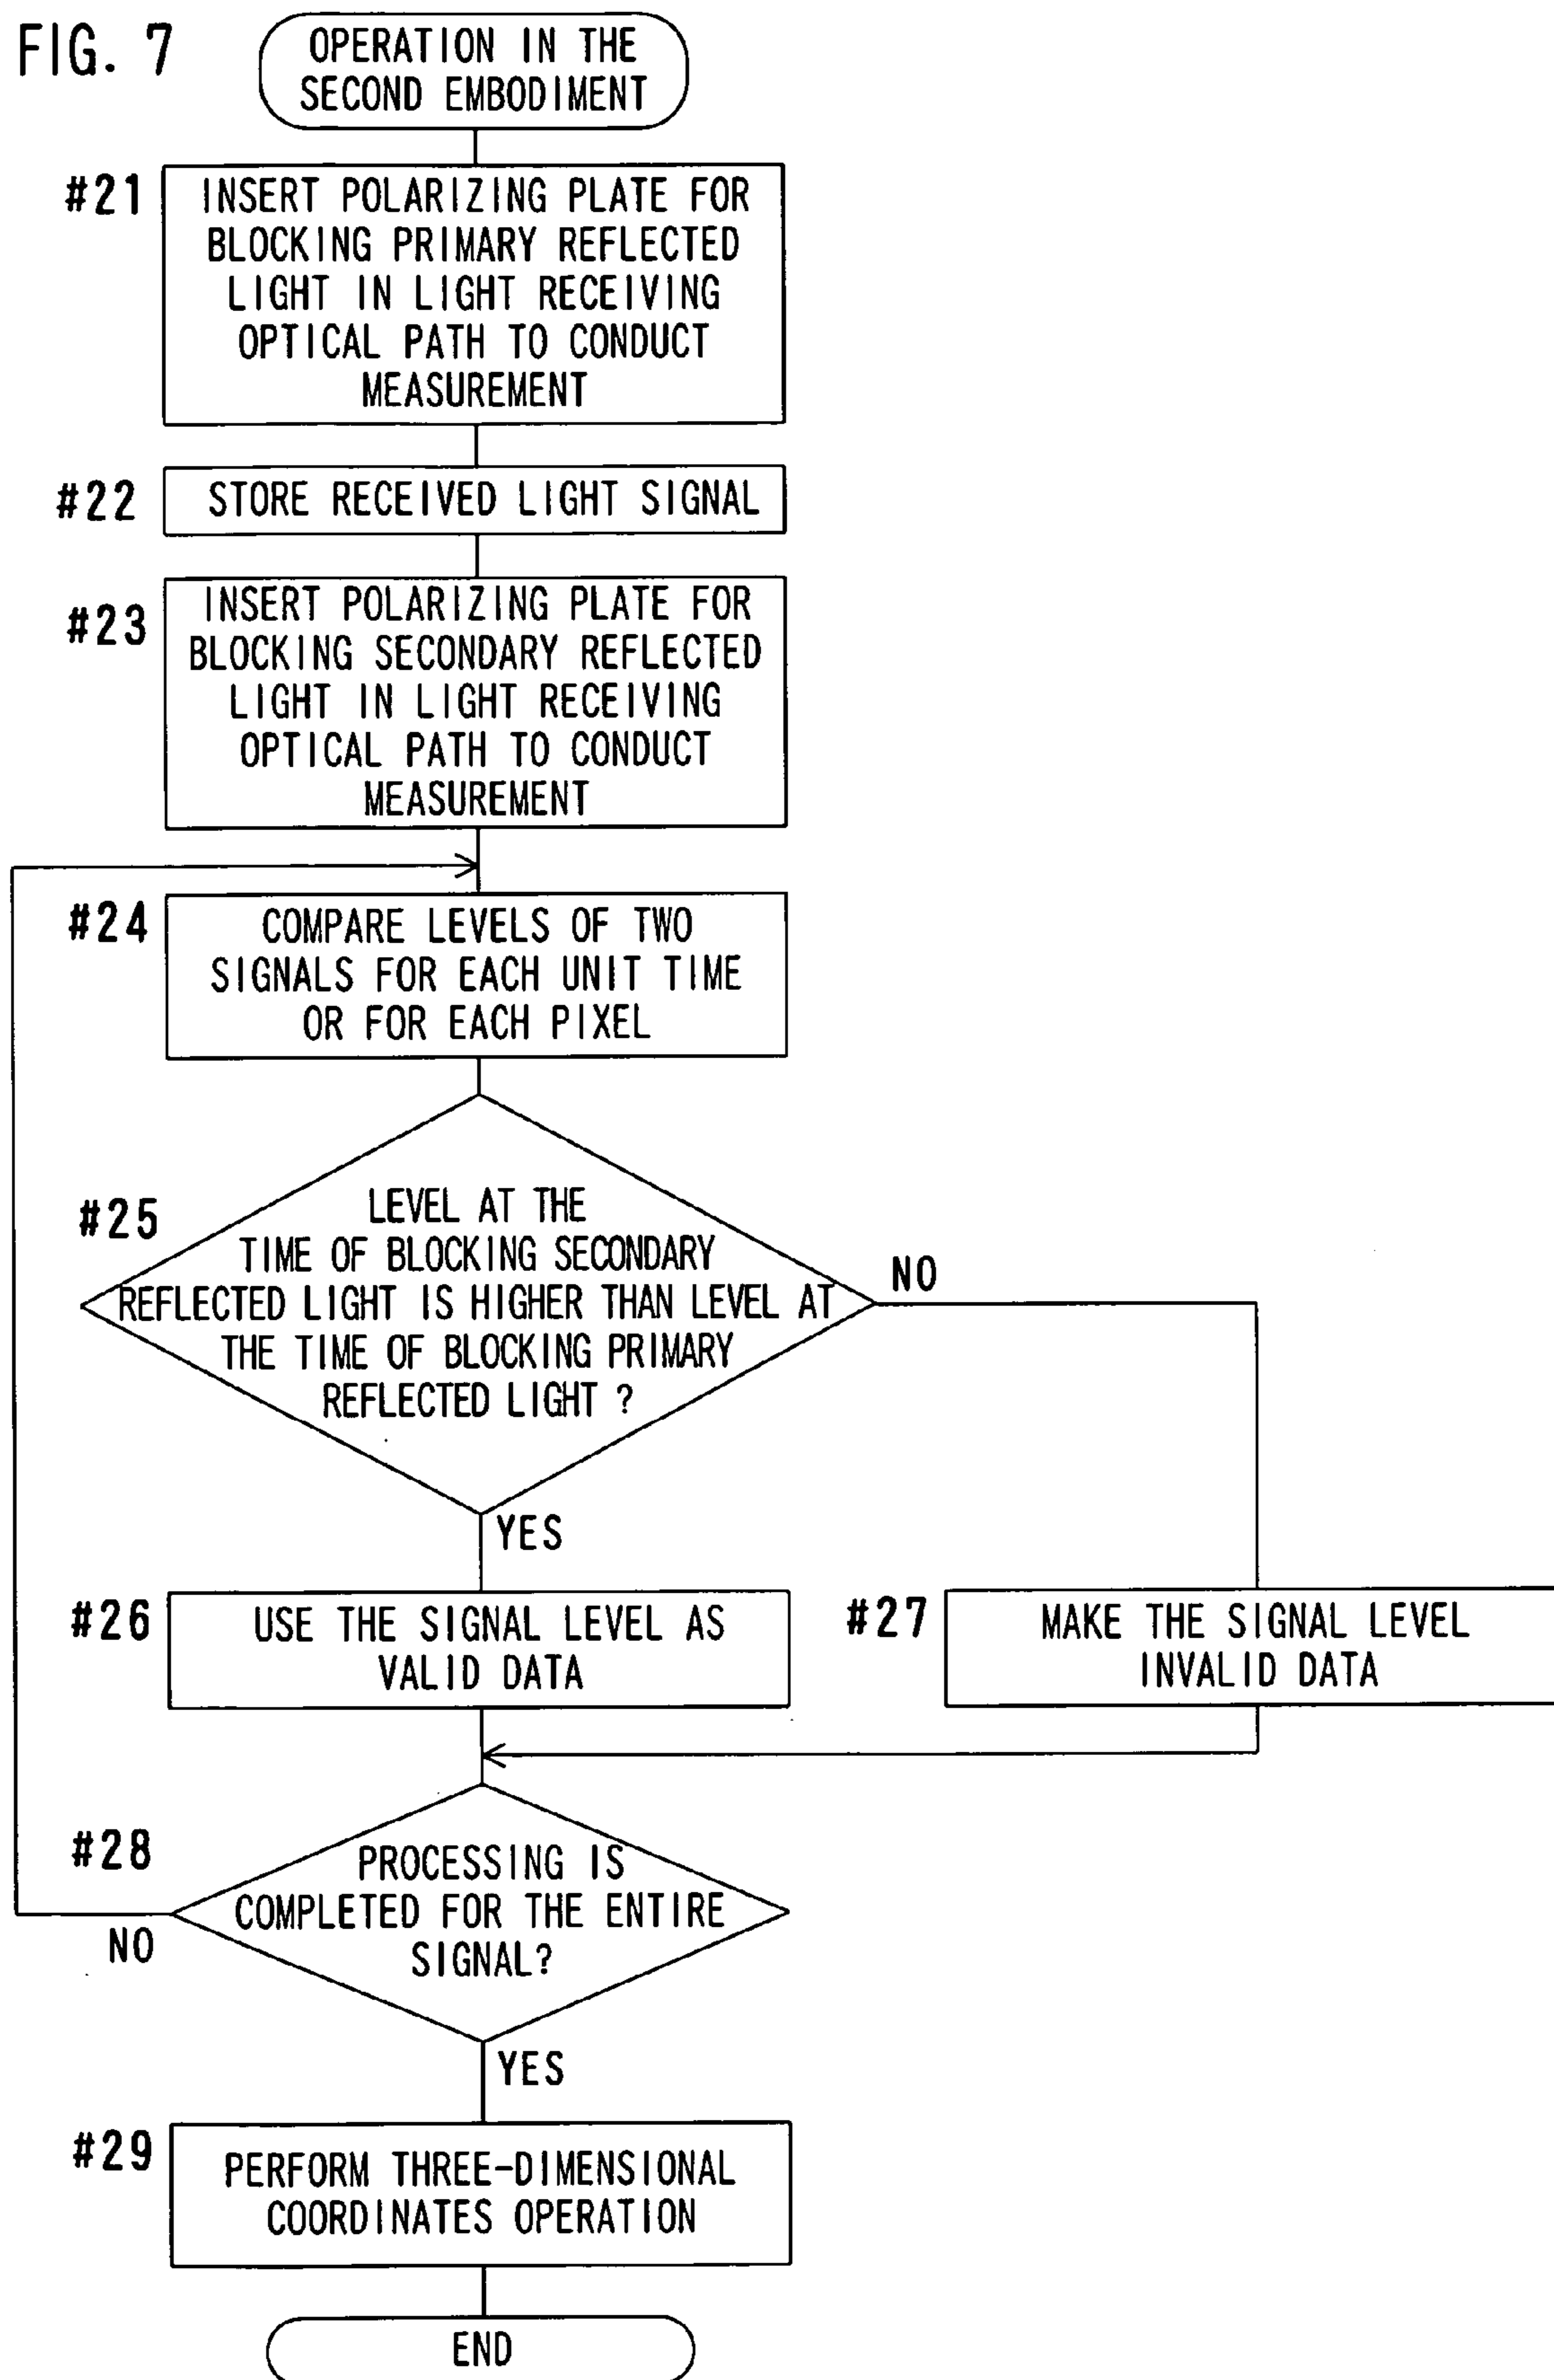 FIG. 7
OPERATION IN THE
SECOND EMBODIMENT
#21
INSERT POLARIZING PLATE FOR
BLOCKING PRIMARY REFLECTED
LIGHT IN LIGHT RECEIVING
OPTICAL PATH TO CONDUCT
MEASUREMENT
#22
STORE RECEIVED LIGHT SIGNAL
#23
INSERT POLARIZING PLATE FOR
BLOCKING SECONDARY REFLECTED
LIGHT IN LIGHT RECEIVING
OPTICAL PATH TO CONDUCT
MEASUREMENT
#24
COMPARE LEVELS OF TWO
SIGNALS FOR EACH UNIT TIME
OR FOR EACH PIXEL
#25
LEVEL AT THE
TIME OF BLOCKING SECONDARY
REFLECTED LIGHT IS HIGHER THAN LEVEL AT
THE TIME OF BLOCKING PRIMARY
REFLECTED LIGHT ?
NO
YES
#26
USE THE SIGNAL LEVEL AS
VALID DATA
#27
MAKE THE SIGNAL LEVEL
INVALID DATA
#28
PROCESSING IS
COMPLETED FOR THE ENTIRE
SIGNAL?
NO
YES
#29
PERFORM THREE-DIMENSIONAL
COORDINATES OPERATION
END